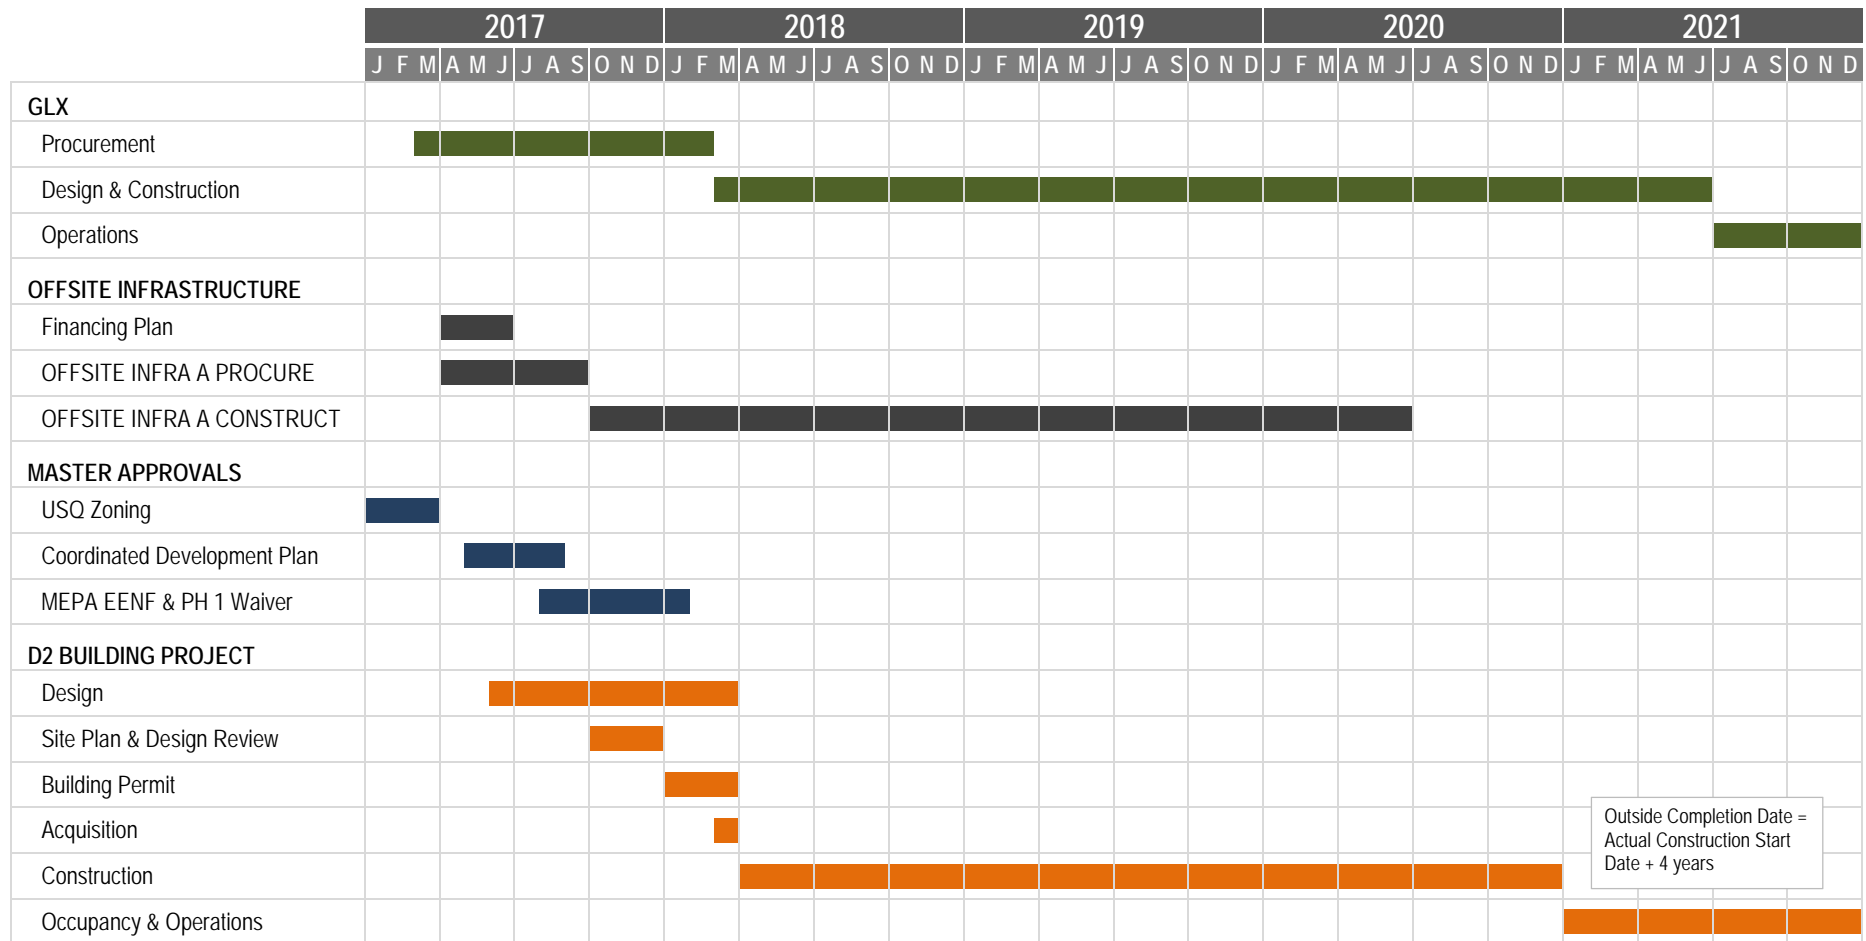 2017 2018 2019 2020 2021
J F M A M J J A S O N D J F M A M J J A S O N D J F M A M J J A S O N D J F M A M J J A S O N D J F M A M J J A S O N D
GLX
Procurement
Design & Construction
Operations
OFFSITE INFRASTRUCTURE
Financing Plan
OFFSITE INFRA A PROCURE
OFFSITE INFRA A CONSTRUCT
MASTER APPROVALS
USQ Zoning
Coordinated Development Plan
MEPA EENF & PH 1 Waiver
D2 BUILDING PROJECT
Design
Site Plan & Design Review
Building Permit
Acquisition
Construction
Occupancy & Operations
Outside Completion Date =
Actual Construction Start
Date + 4 years